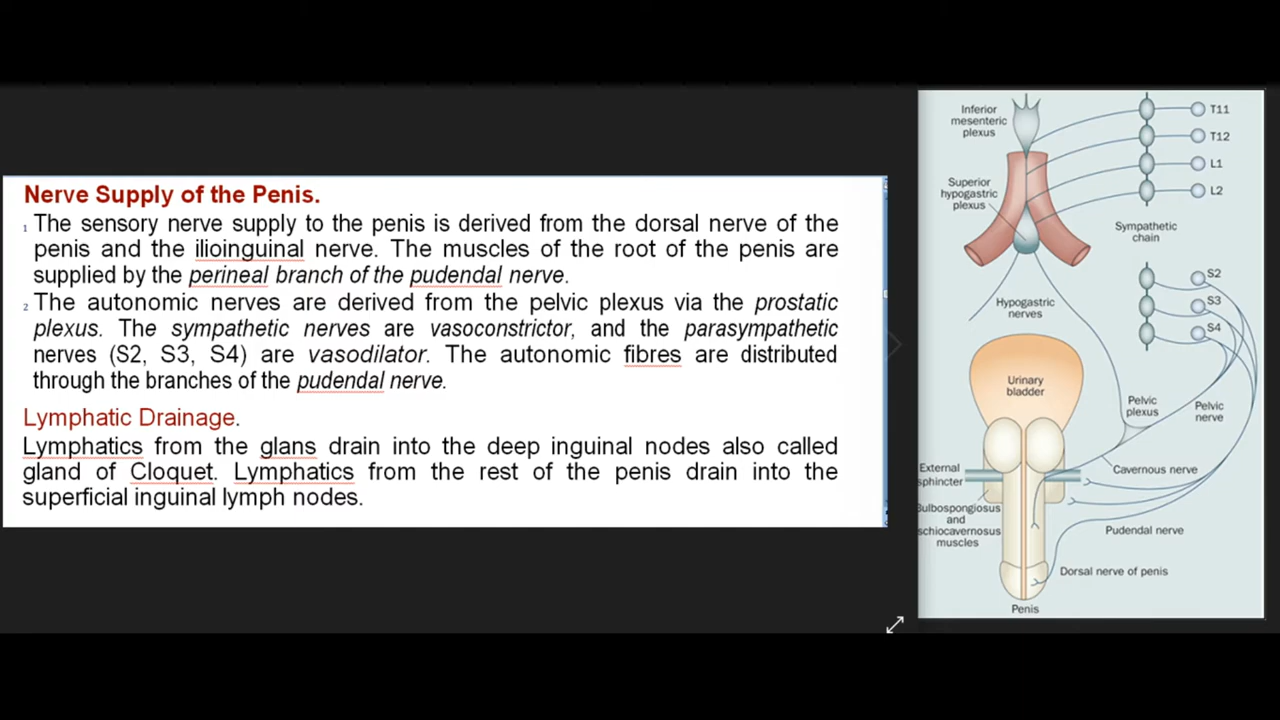 Nerve Supply of the Penis.
1 The sensory nerve supply to the penis is derived from the dorsal nerve of the
penis and the ilioinguinal nerve. The muscles of the root of the penis are
supplied by the perineal branch of the pudendal nerve.
2 The autonomic nerves are derived from the pelvic plexus via the prostatic
plexus. The sympathetic nerves are vasoconstrictor, and the parasympathetic
nerves (S2, S3, S4) are vasodilator. The autonomic fibres are distributed
through the branches of the pudendal nerve.
Lymphatic Drainage.
Lymphatics from the glans drain into the deep inguinal nodes also called
gland of Cloquet. Lymphatics from the rest of the penis drain into the
superficial inguinal lymph nodes.
Inferior
mesenteric
plexus
T11
T12
L1
L2
Superior
hypogastric
plexus
Sympathetic
chain
S2
S3
S4
Hypogastric
nerves
Urinary
bladder
Pelvic
plexus
Pelvic
nerve
External
sphincter
Cavernous nerve
Bulbospongiosus
and
schiocavernosus
muscles
Pudendal nerve
Dorsal nerve of penis
Penis